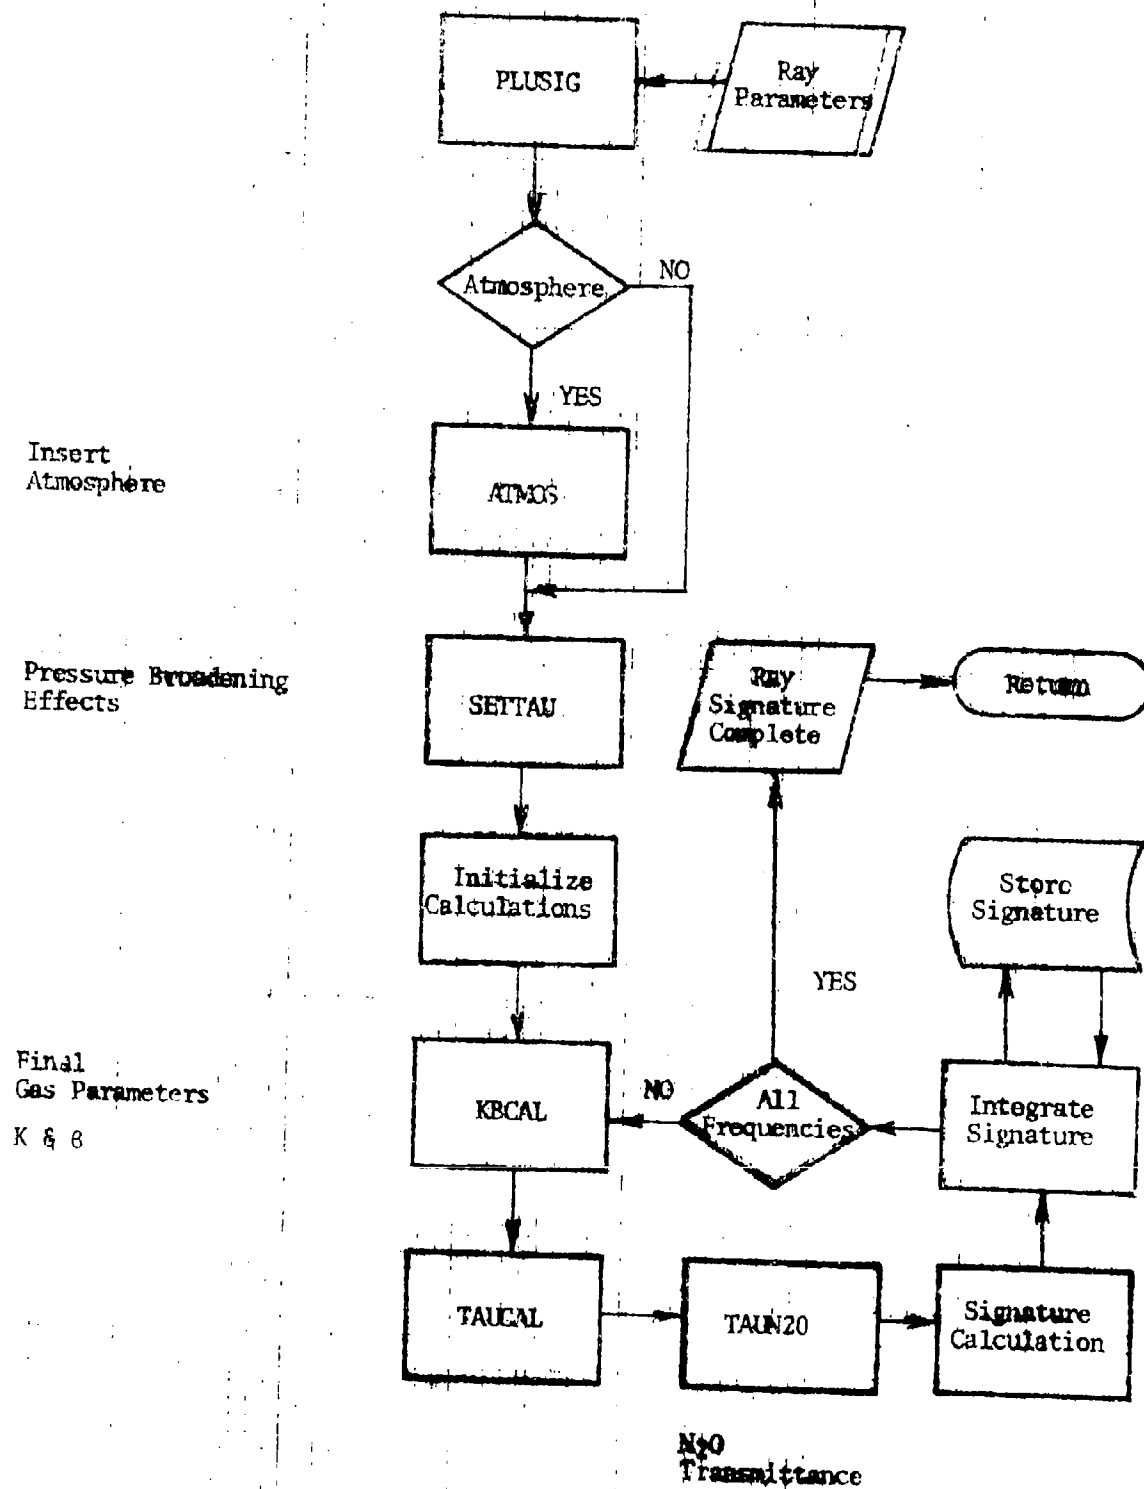 PLUSIG
Ray
Parameters
Atmosphere
NO
YES
Insert
Atmosphere
ATMOS
Pressure Broadening
Effects
SETTAU
Ray
Signature
Complete
Return
Initialize
Calculations
Store
Signature
YES
Final
Gas Parameters
K & β
KBCAL
NO
All
Frequencies
Integrate
Signature
TAUCAL
TAUN20
Signature
Calculation
N2O
Transmittance